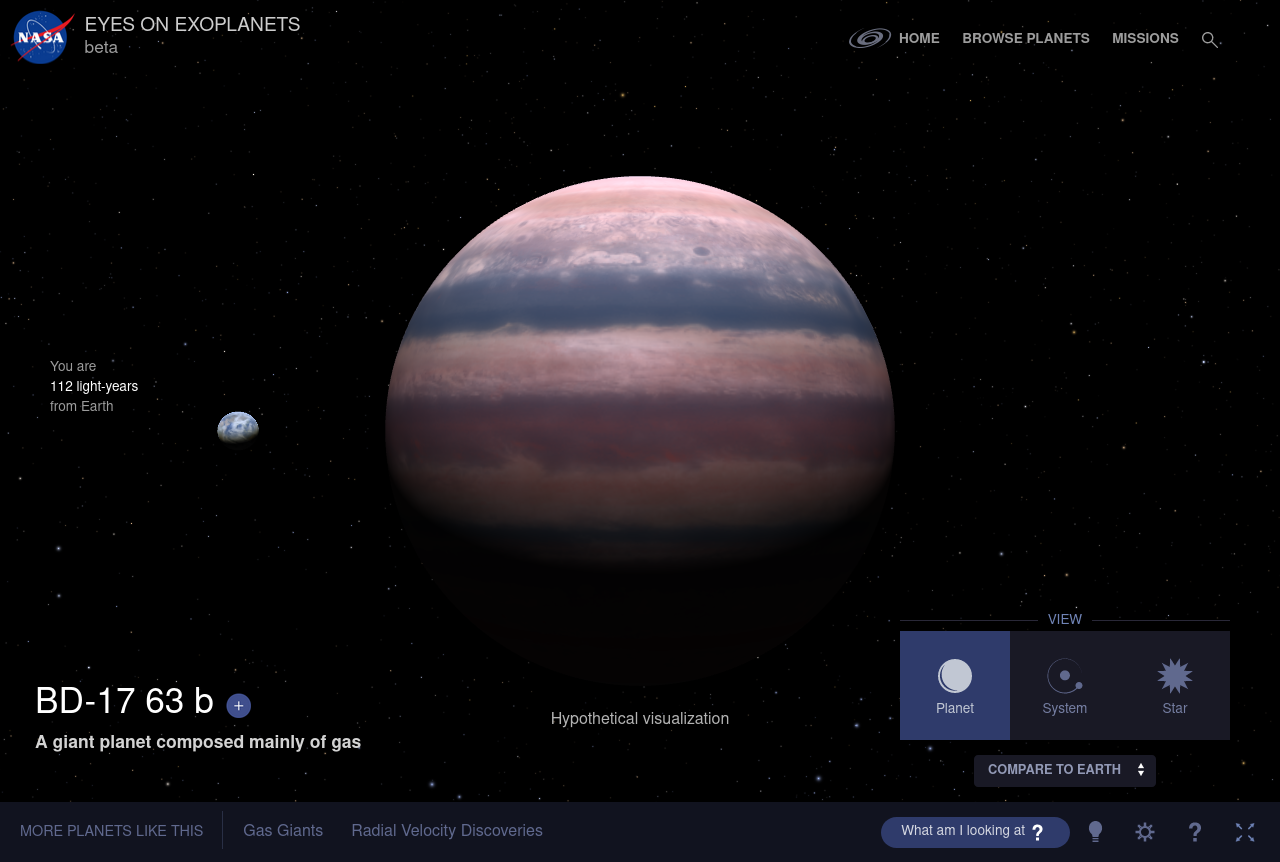 NASA
EYES ON EXOPLANETS
beta
HOME
BROWSE PLANETS
MISSIONS
You are
112 light-years
from Earth
BD-17 63 b +
A giant planet composed mainly of gas
Hypothetical visualization
VIEW
Planet
System
Star
COMPARE TO EARTH
MORE PLANETS LIKE THIS
Gas Giants
Radial Velocity Discoveries
What am I looking at ?
?